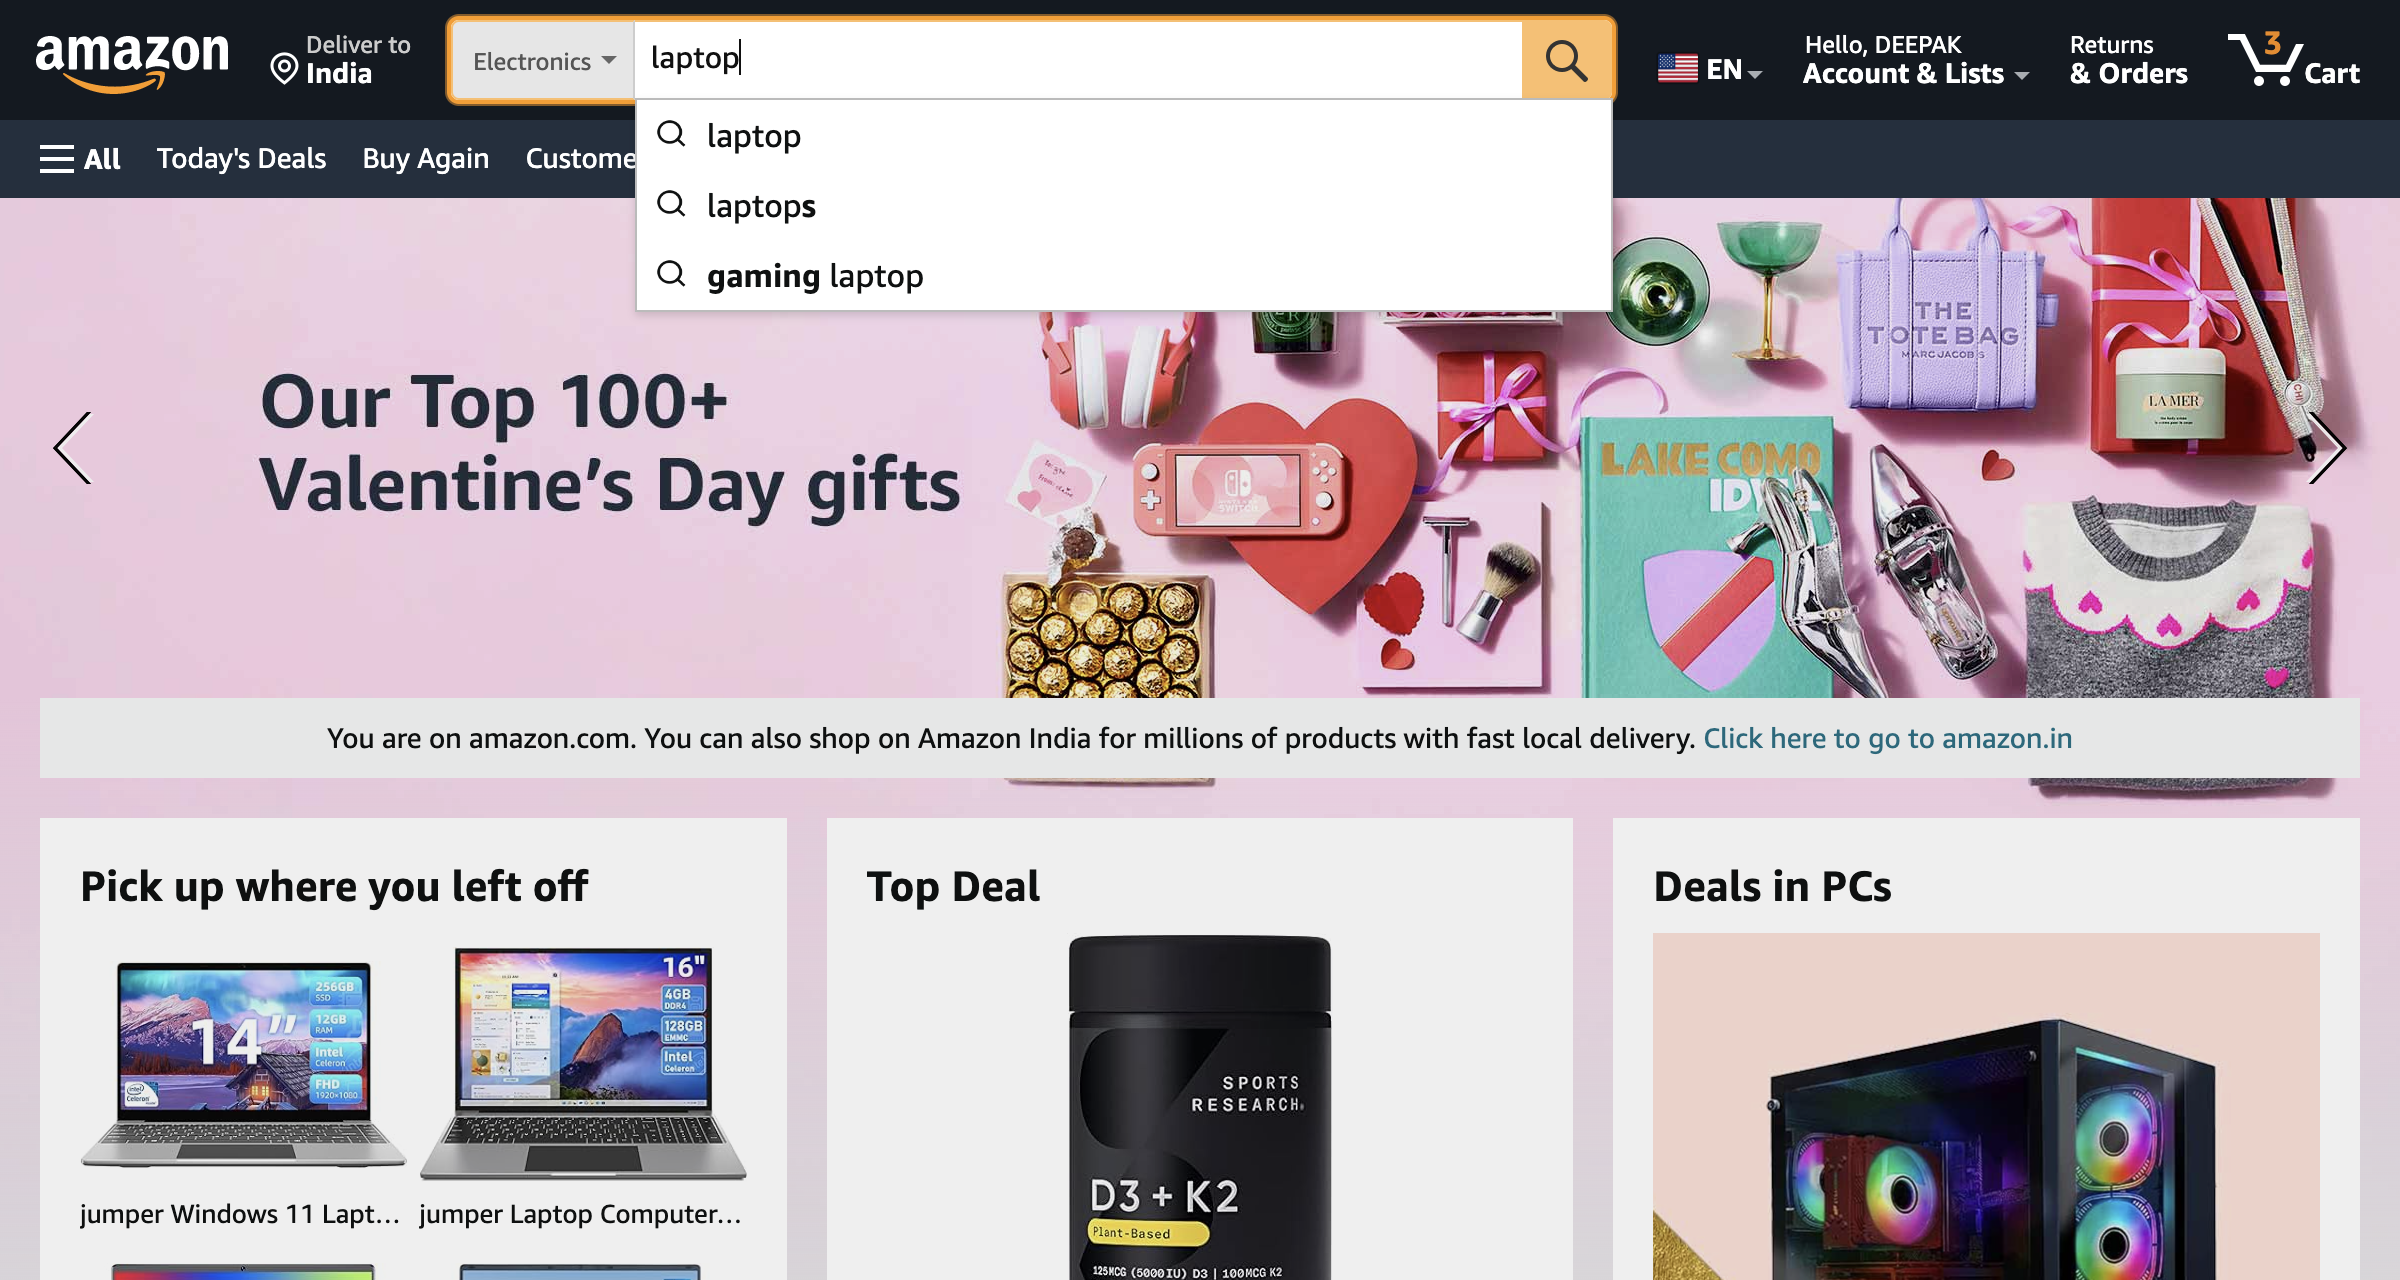 amazon
Deliver to
India
Electronics
laptop
EN
Hello, DEEPAK
Account & Lists
Returns
& Orders
3
Cart
All
Today's Deals
Buy Again
Custome
laptop
laptops
gaming laptop
Our Top 100+
Valentine's Day gifts
THE
TOTE BAG
MARC JACOBS
LA MER
LAKE COMO
SWITCH
You are on amazon.com. You can also shop on Amazon India for millions of products with fast local delivery. Click here to go to amazon.in
Pick up where you left off
14”
256GB
SSD
12GB
RAM
Intel
Celeron
FHD
1920×1080
intel
Celeron
16"
4GB
DDR4
128GB
EMMC
Intel
Celeron
jumper Windows 11 Lapt...
jumper Laptop Computer...
Top Deal
SPORTS
RESEARCH®
D3 + K2
Plant-Based
125MCG (5000 IU) D3 | 100MCG K2
Deals in PCs